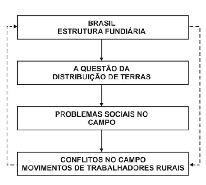 BRASIL
ESTRUTURA FUNDIÁRIA
A QUESTÃO DA
DISTRIBUIÇÃO DE TERRAS
PROBLEMAS SOCIAIS NO
CAMPO
CONFLITOS NO CAMPO
MOVIMENTOS DE TRABALHADORES RURAIS